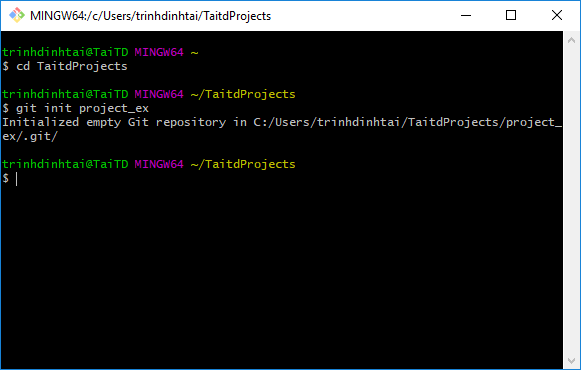 MINGW64:/c/Users/trinhdinhtai/TaitdProjects
trinhdinhtai@TaiTD MINGW64 ~
$ cd TaitdProjects
trinhdinhtai@TaiTD MINGW64 ~/TaitdProjects
$ git init project_ex
Initialized empty Git repository in C:/Users/trinhdinhtai/TaitdProjects/project_
ex/.git/
trinhdinhtai@TaiTD MINGW64 ~/TaitdProjects
$